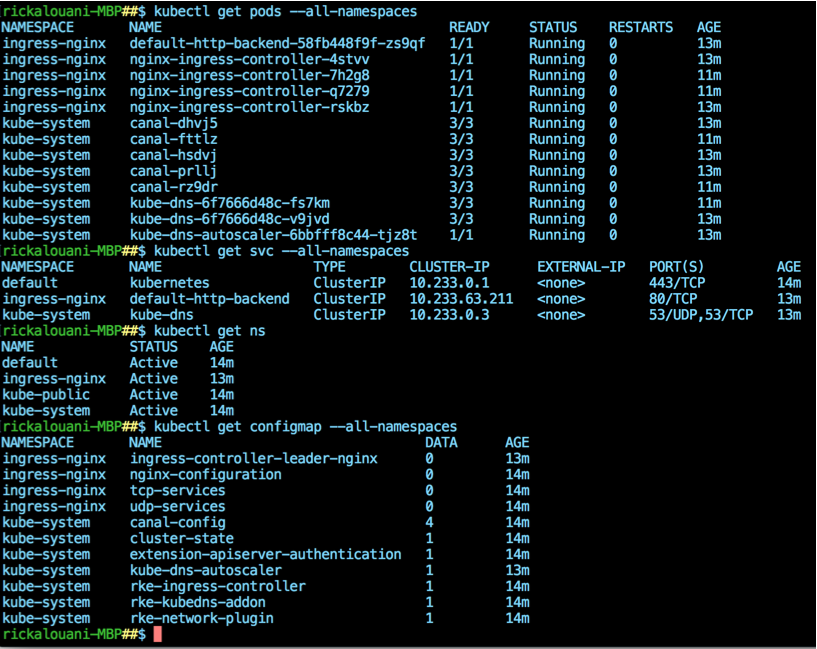 rickalouani-MBP##$ kubectl get pods --all-namespaces
NAMESPACE NAME READY STATUS RESTARTS AGE
ingress-nginx default-http-backend-58fb448f9f-zs9qf 1/1 Running 0 13m
ingress-nginx nginx-ingress-controller-4stvv 1/1 Running 0 13m
ingress-nginx nginx-ingress-controller-7h2g8 1/1 Running 0 11m
ingress-nginx nginx-ingress-controller-q7279 1/1 Running 0 11m
ingress-nginx nginx-ingress-controller-rskbz 1/1 Running 0 13m
kube-system canal-dhvj5 3/3 Running 0 13m
kube-system canal-fttlz 3/3 Running 0 11m
kube-system canal-hsdvj 3/3 Running 0 13m
kube-system canal-prllj 3/3 Running 0 13m
kube-system canal-rz9dr 3/3 Running 0 11m
kube-system kube-dns-6f7666d48c-fs7km 3/3 Running 0 11m
kube-system kube-dns-6f7666d48c-v9jvd 3/3 Running 0 13m
kube-system kube-dns-autoscaler-6bbfff8c44-tjz8t 1/1 Running 0 13m
rickalouani-MBP##$ kubectl get svc --all-namespaces
NAMESPACE NAME TYPE CLUSTER-IP EXTERNAL-IP PORT(S) AGE
default kubernetes ClusterIP 10.233.0.1 <none> 443/TCP 14m
ingress-nginx default-http-backend ClusterIP 10.233.63.211 <none> 80/TCP 13m
kube-system kube-dns ClusterIP 10.233.0.3 <none> 53/UDP,53/TCP 13m
rickalouani-MBP##$ kubectl get ns
NAME STATUS AGE
default Active 14m
ingress-nginx Active 13m
kube-public Active 14m
kube-system Active 14m
rickalouani-MBP##$ kubectl get configmap --all-namespaces
NAMESPACE NAME DATA AGE
ingress-nginx ingress-controller-leader-nginx 0 13m
ingress-nginx nginx-configuration 0 14m
ingress-nginx tcp-services 0 14m
ingress-nginx udp-services 0 14m
kube-system canal-config 4 14m
kube-system cluster-state 1 14m
kube-system extension-apiserver-authentication 1 14m
kube-system kube-dns-autoscaler 1 13m
kube-system rke-ingress-controller 1 14m
kube-system rke-kubedns-addon 1 14m
kube-system rke-network-plugin 1 14m
rickalouani-MBP##$